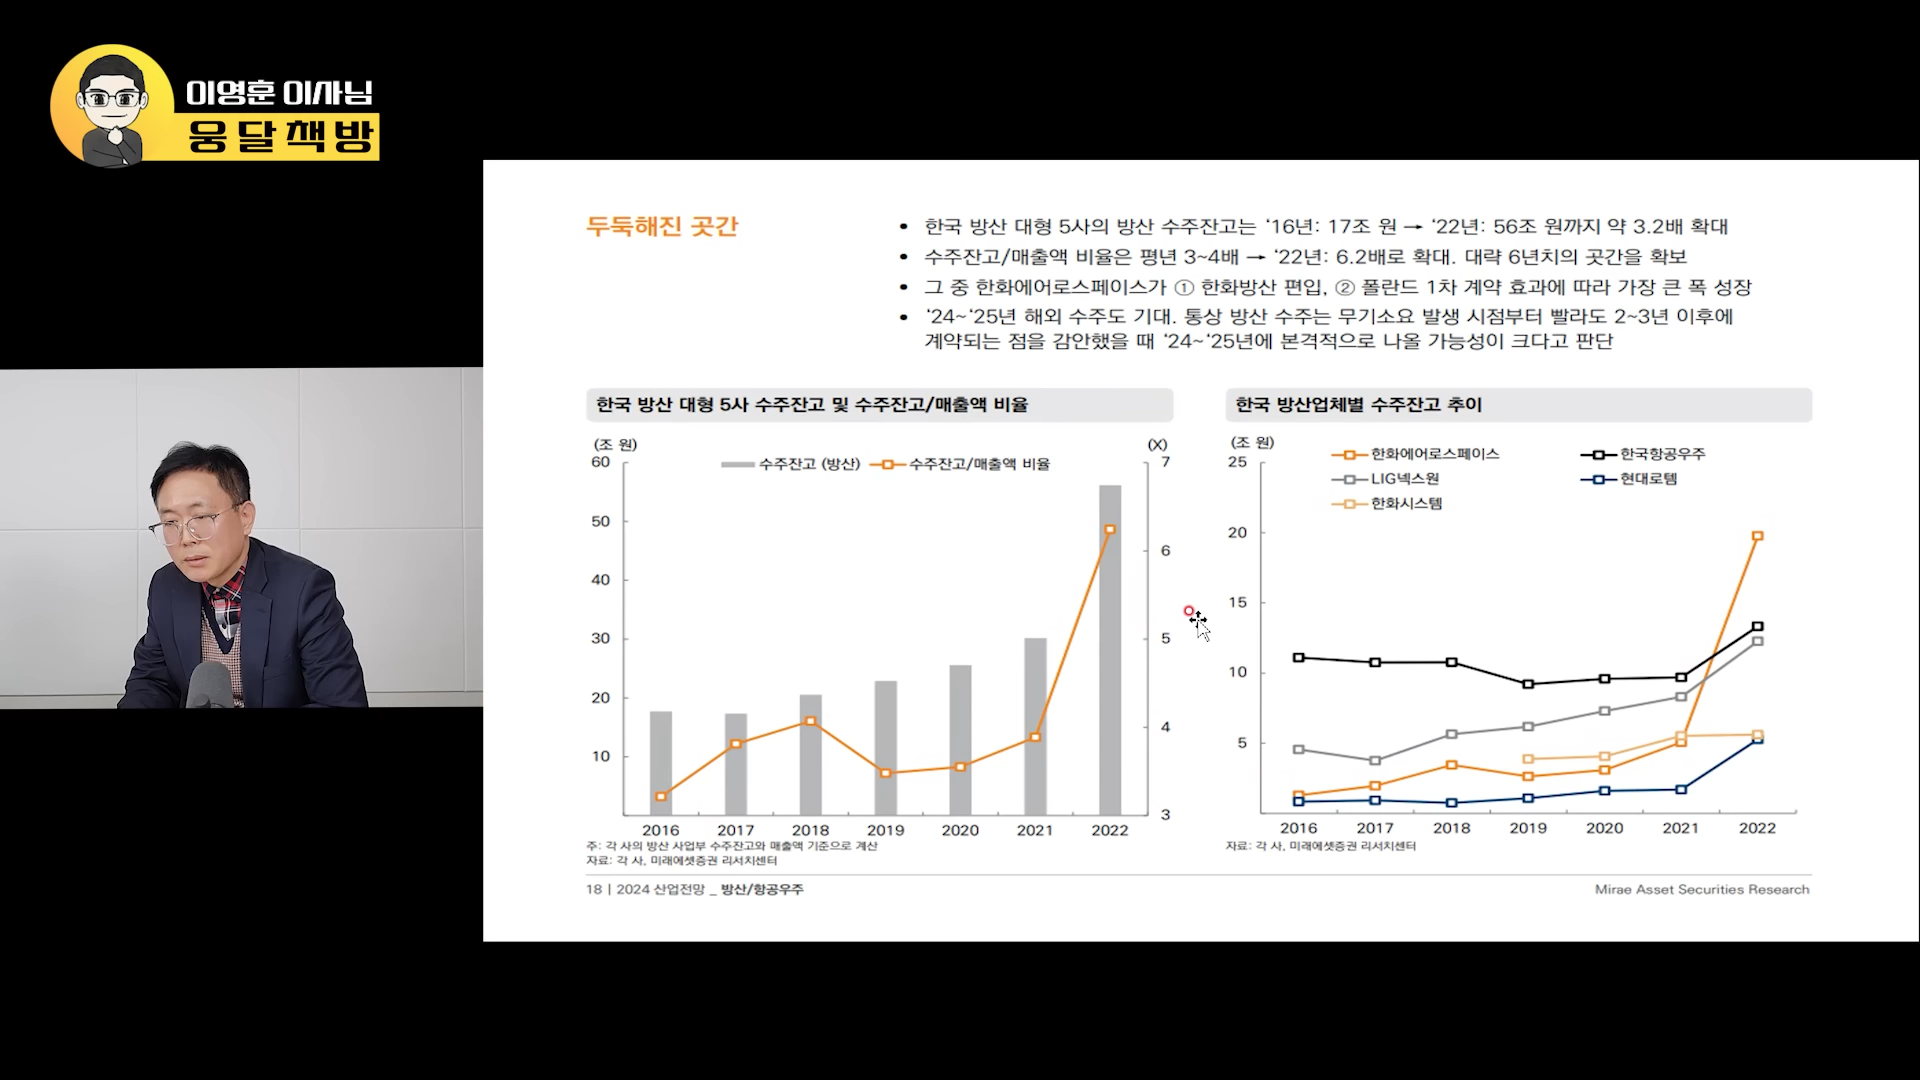 이영훈 이사님
웅달책방
두둑해진 곳간
• 한국 방산 대형 5사의 방산 수주잔고는 ‘16년: 17조 원 → ‘22년: 56조 원까지 약 3.2배 확대
• 수주잔고/매출액 비율은 평년 3~4배 → ‘22년: 6.2배로 확대. 대략 6년치의 곳간을 확보
• 그 중 한화에어로스페이스가 ① 한화방산 편입, ② 폴란드 1차 계약 효과에 따라 가장 큰 폭 성장
• ‘24~‘25년 해외 수주도 기대. 통상 방산 수주는 무기소요 발생 시점부터 빨라도 2~3년 이후에
계약되는 점을 감안했을 때 ‘24~‘25년에 본격적으로 나올 가능성이 크다고 판단
한국 방산 대형 5사 수주잔고 및 수주잔고/매출액 비율
(조 원)
(X)
수주잔고 (방산)
수주잔고/매출액 비율
60
50
40
30
20
10
7
6
5
4
3
2016 2017 2018 2019 2020 2021 2022
주: 각 사의 방산 사업부 수주잔고와 매출액 기준으로 계산
자료: 각 사, 미래에셋증권 리서치센터
한국 방산업체별 수주잔고 추이
(조 원)
한화에어로스페이스
한국항공우주
LIG넥스원
현대로템
한화시스템
25
20
15
10
5
2016 2017 2018 2019 2020 2021 2022
자료: 각 사, 미래에셋증권 리서치센터
18 | 2024 산업전망 _ 방산/항공우주
Mirae Asset Securities Research